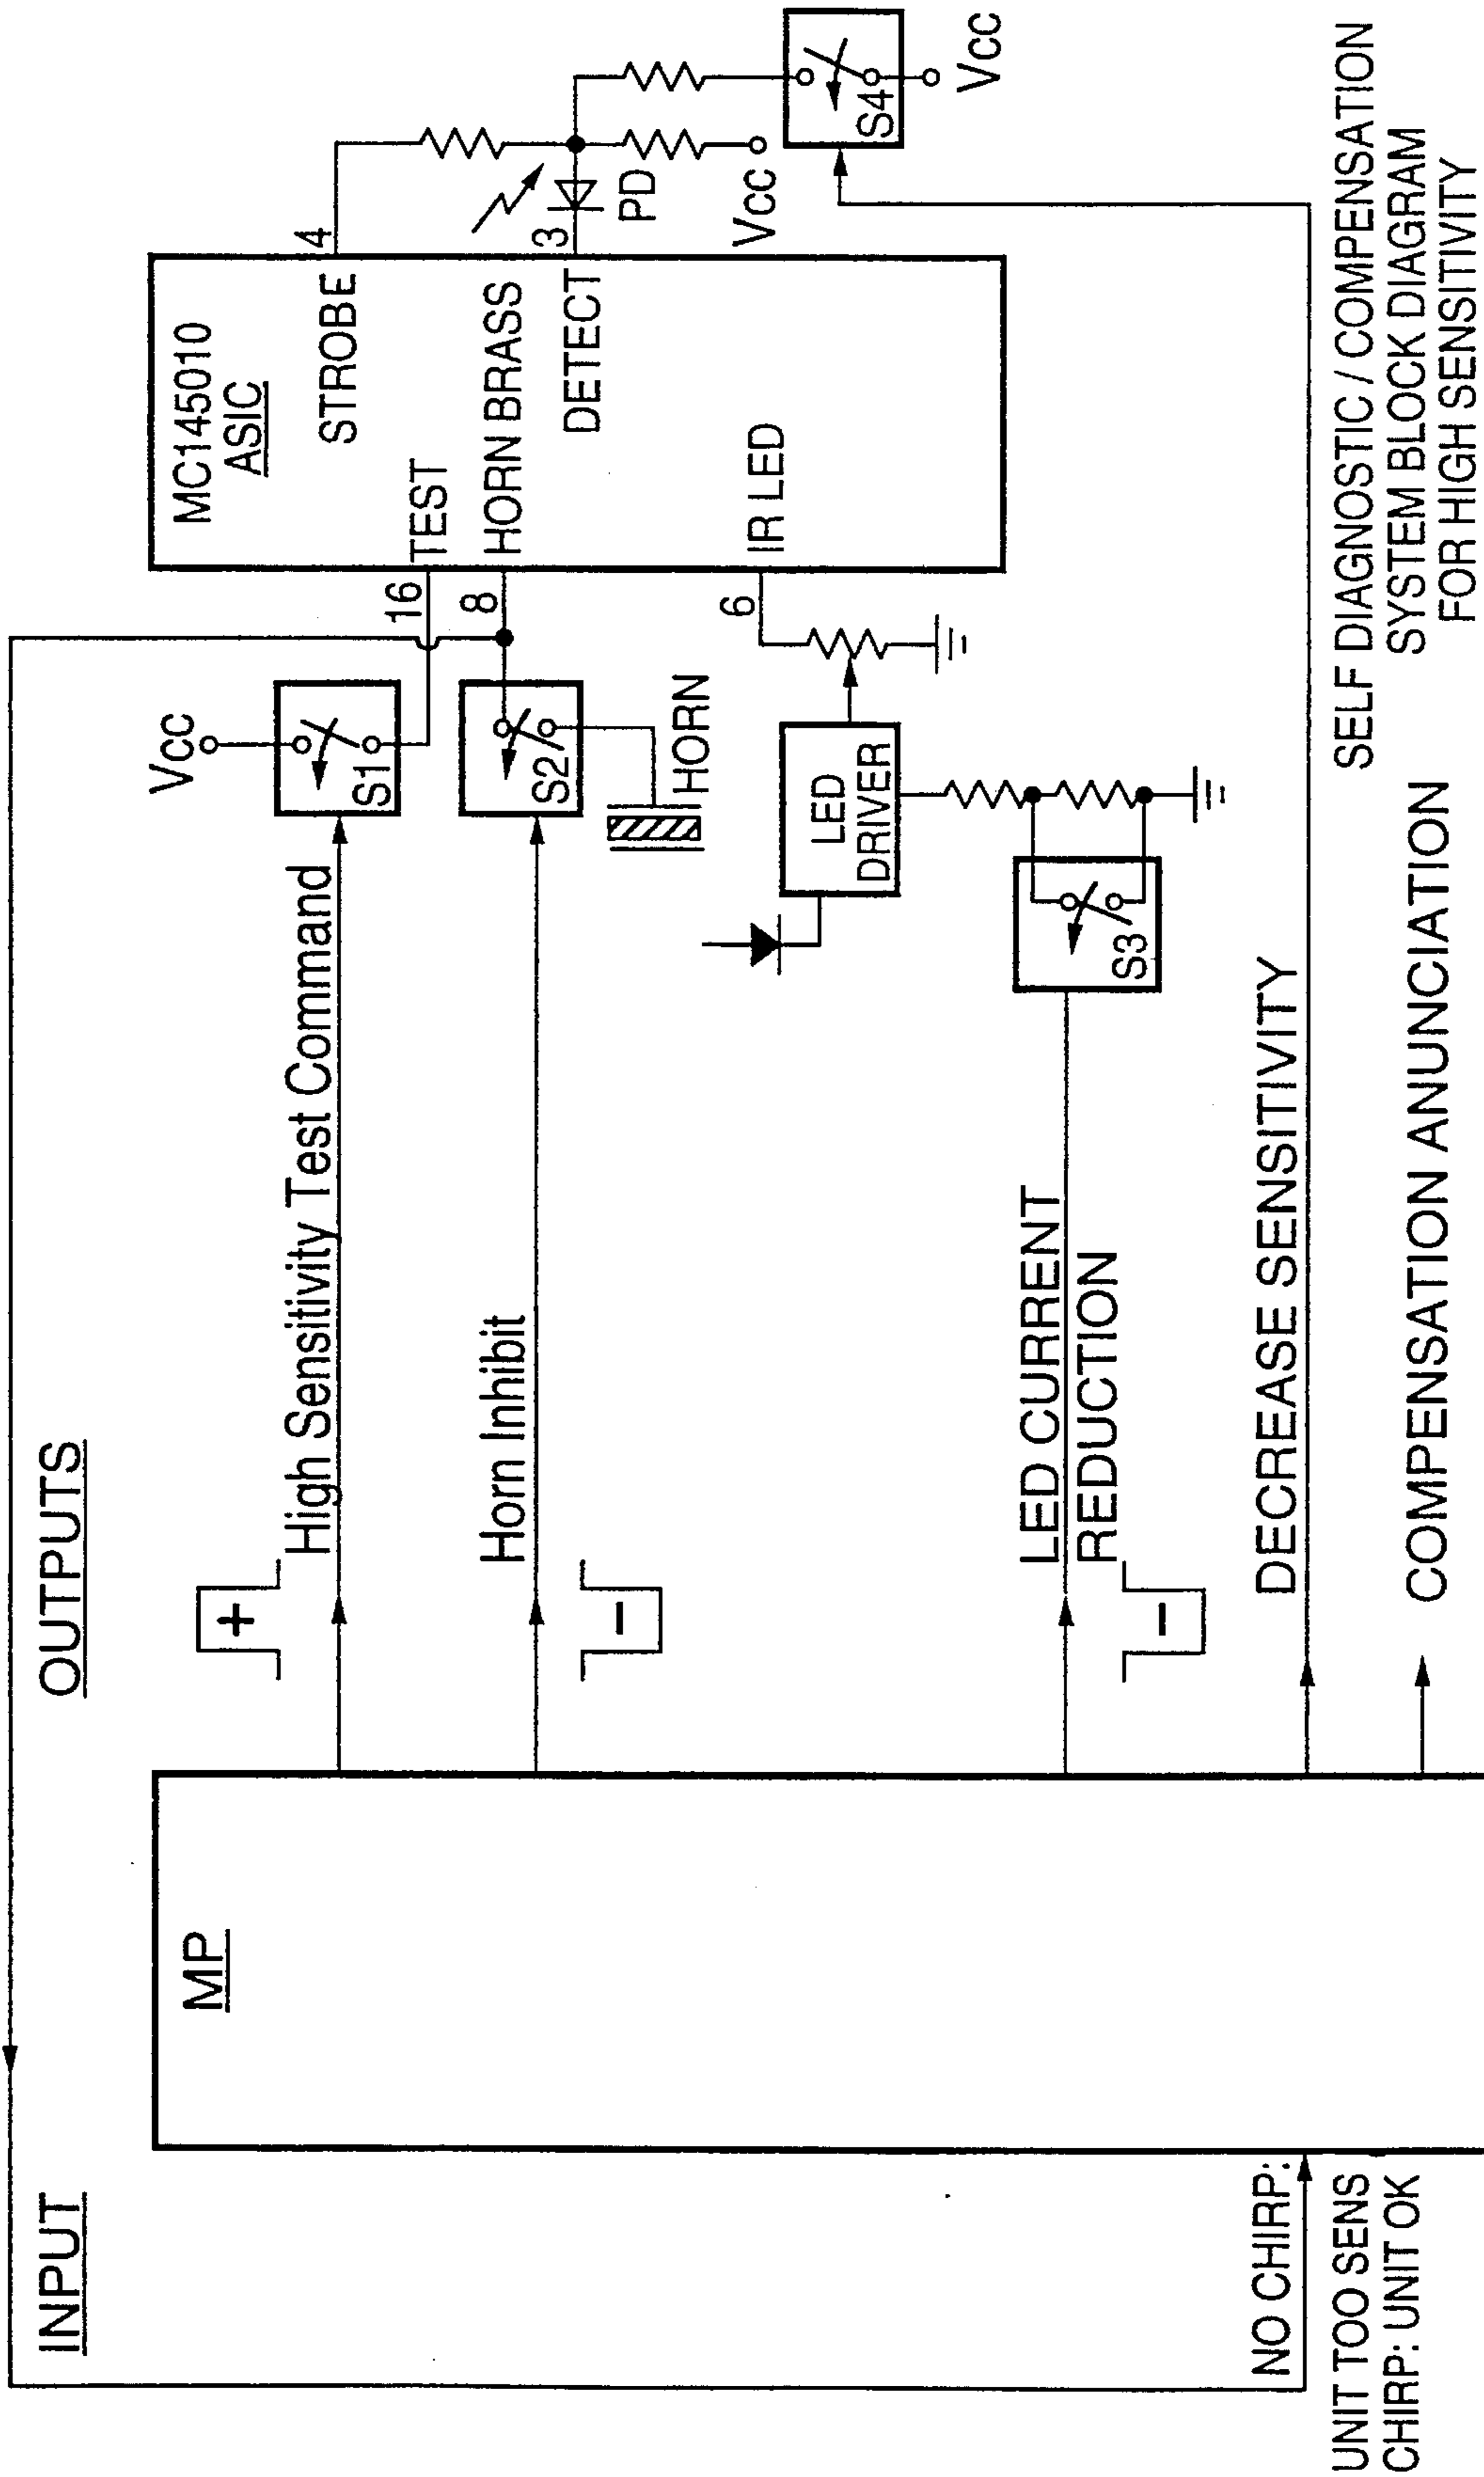 INPUT
OUTPUTS
MP
NO CHIRP:
UNIT TOO SENS
CHIRP: UNIT OK
+
High Sensitivity Test Command
Horn Inhibit
−
LED CURRENT
REDUCTION
−
DECREASE SENSITIVITY
COMPENSATION ANUNCIATION
VCC
S1
S2
HORN
LED
DRIVER
S3
16
8
6
MC145010
ASIC
TEST
HORN BRASS
IR LED
STROBE
DETECT
4
3
PD
VCC
S4
VCC
SELF DIAGNOSTIC / COMPENSATION
SYSTEM BLOCK DIAGRAM
FOR HIGH SENSITIVITY